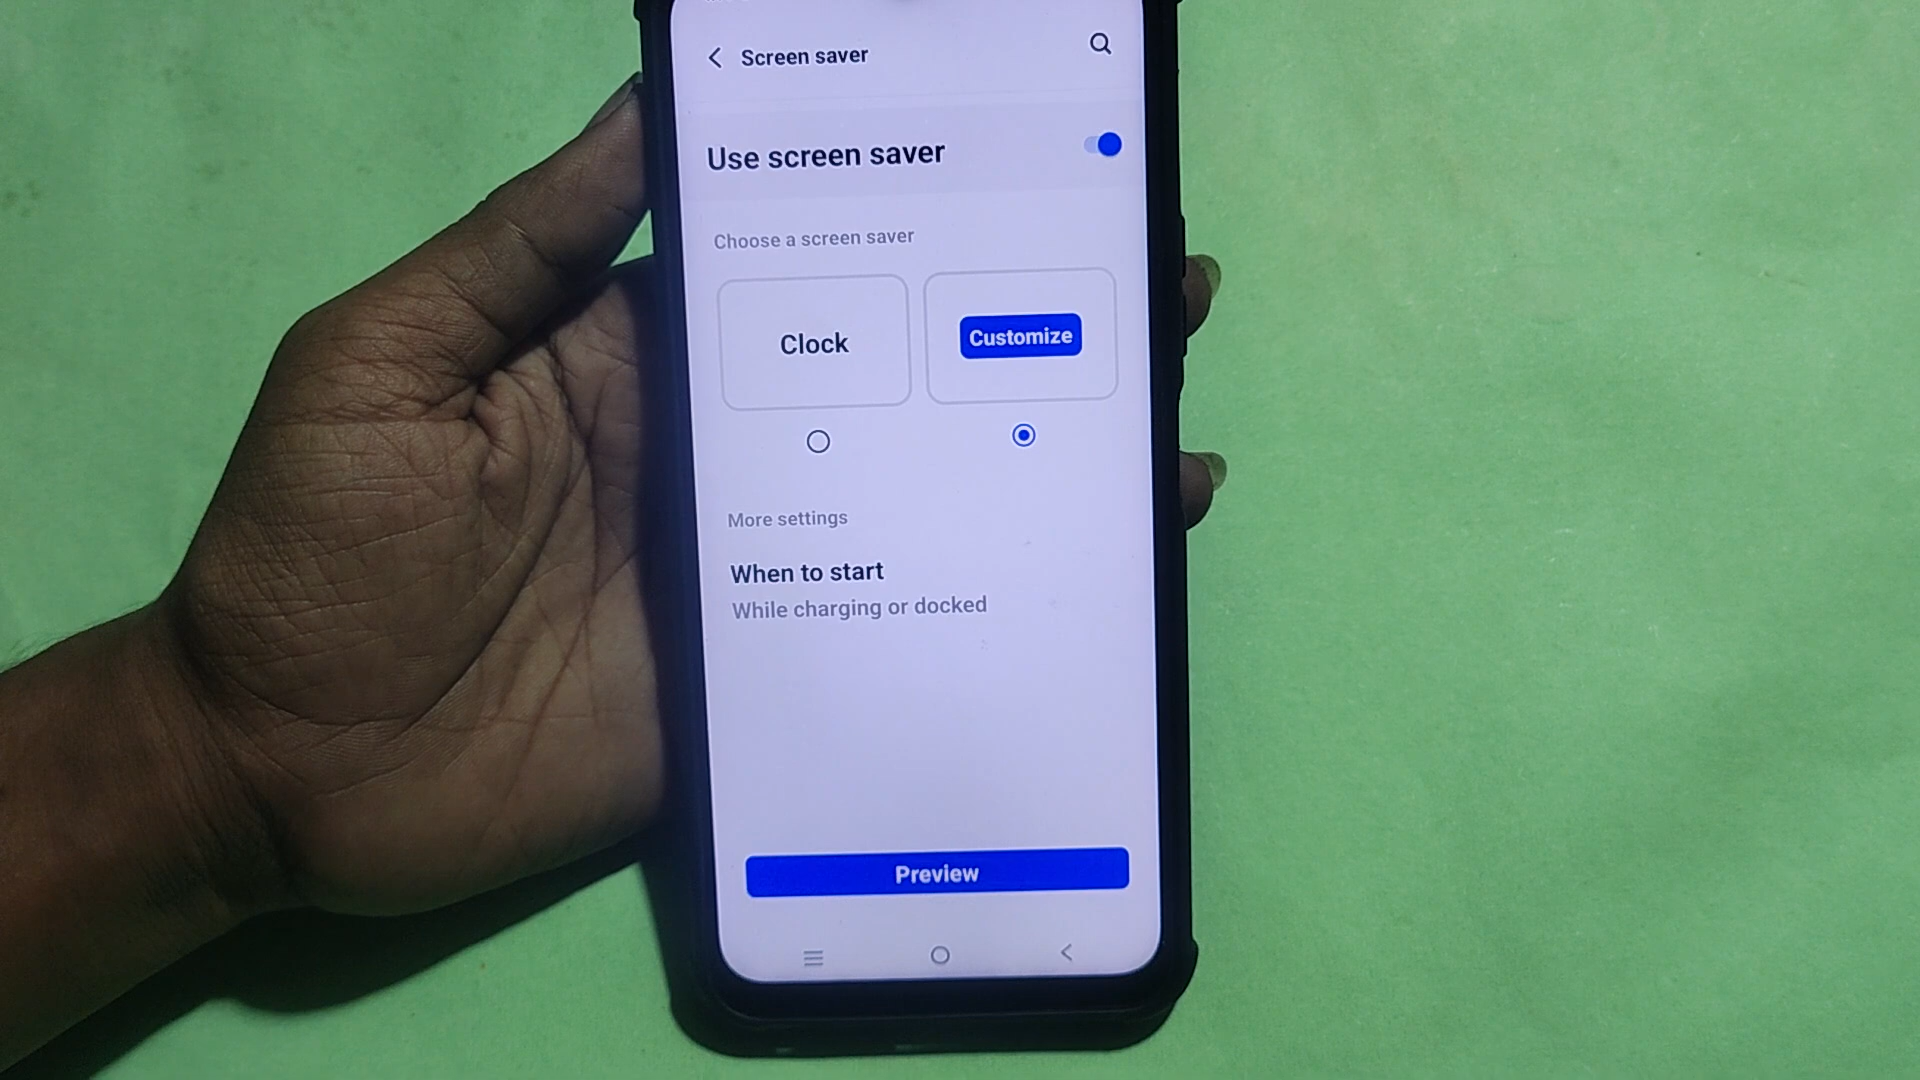 Screen saver
Use screen saver
Choose a screen saver
Clock
Customize
More settings
When to start
While charging or docked
Preview